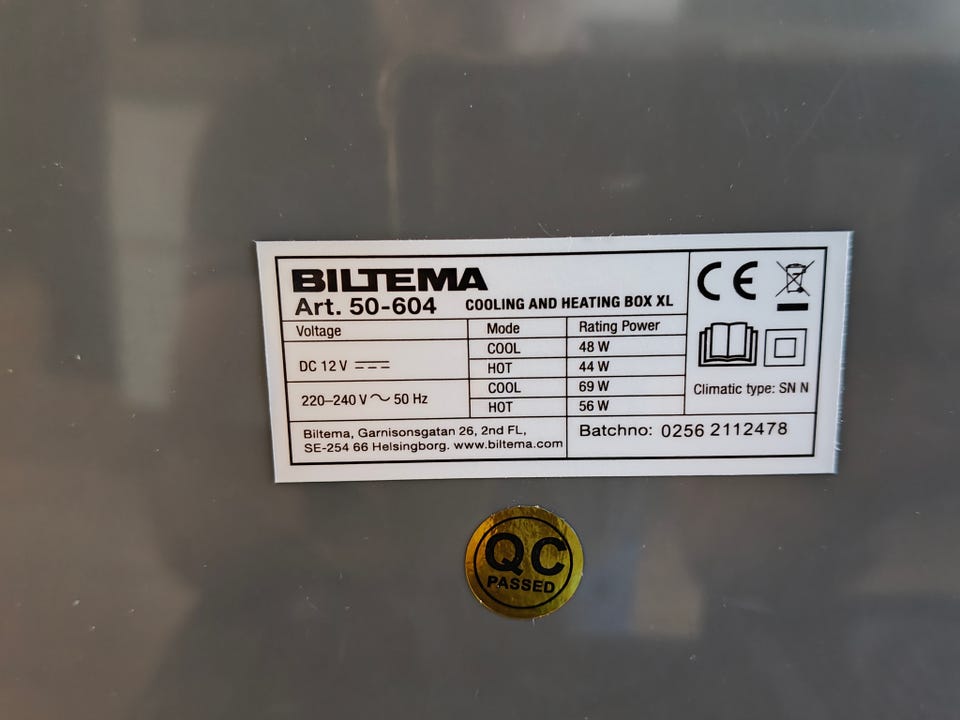 BILTEMA
Art. 50-604 COOLING AND HEATING BOX XL
Voltage Mode Rating Power
DC 12 V COOL 48 W
HOT 44 W
220–240 V ~ 50 Hz COOL 69 W
HOT 56 W
CE
Climatic type: SN N
Biltema, Garnisonsgatan 26, 2nd FL,
SE-254 66 Helsingborg. www.biltema.com
Batchno: 0256 2112478
QC
PASSED